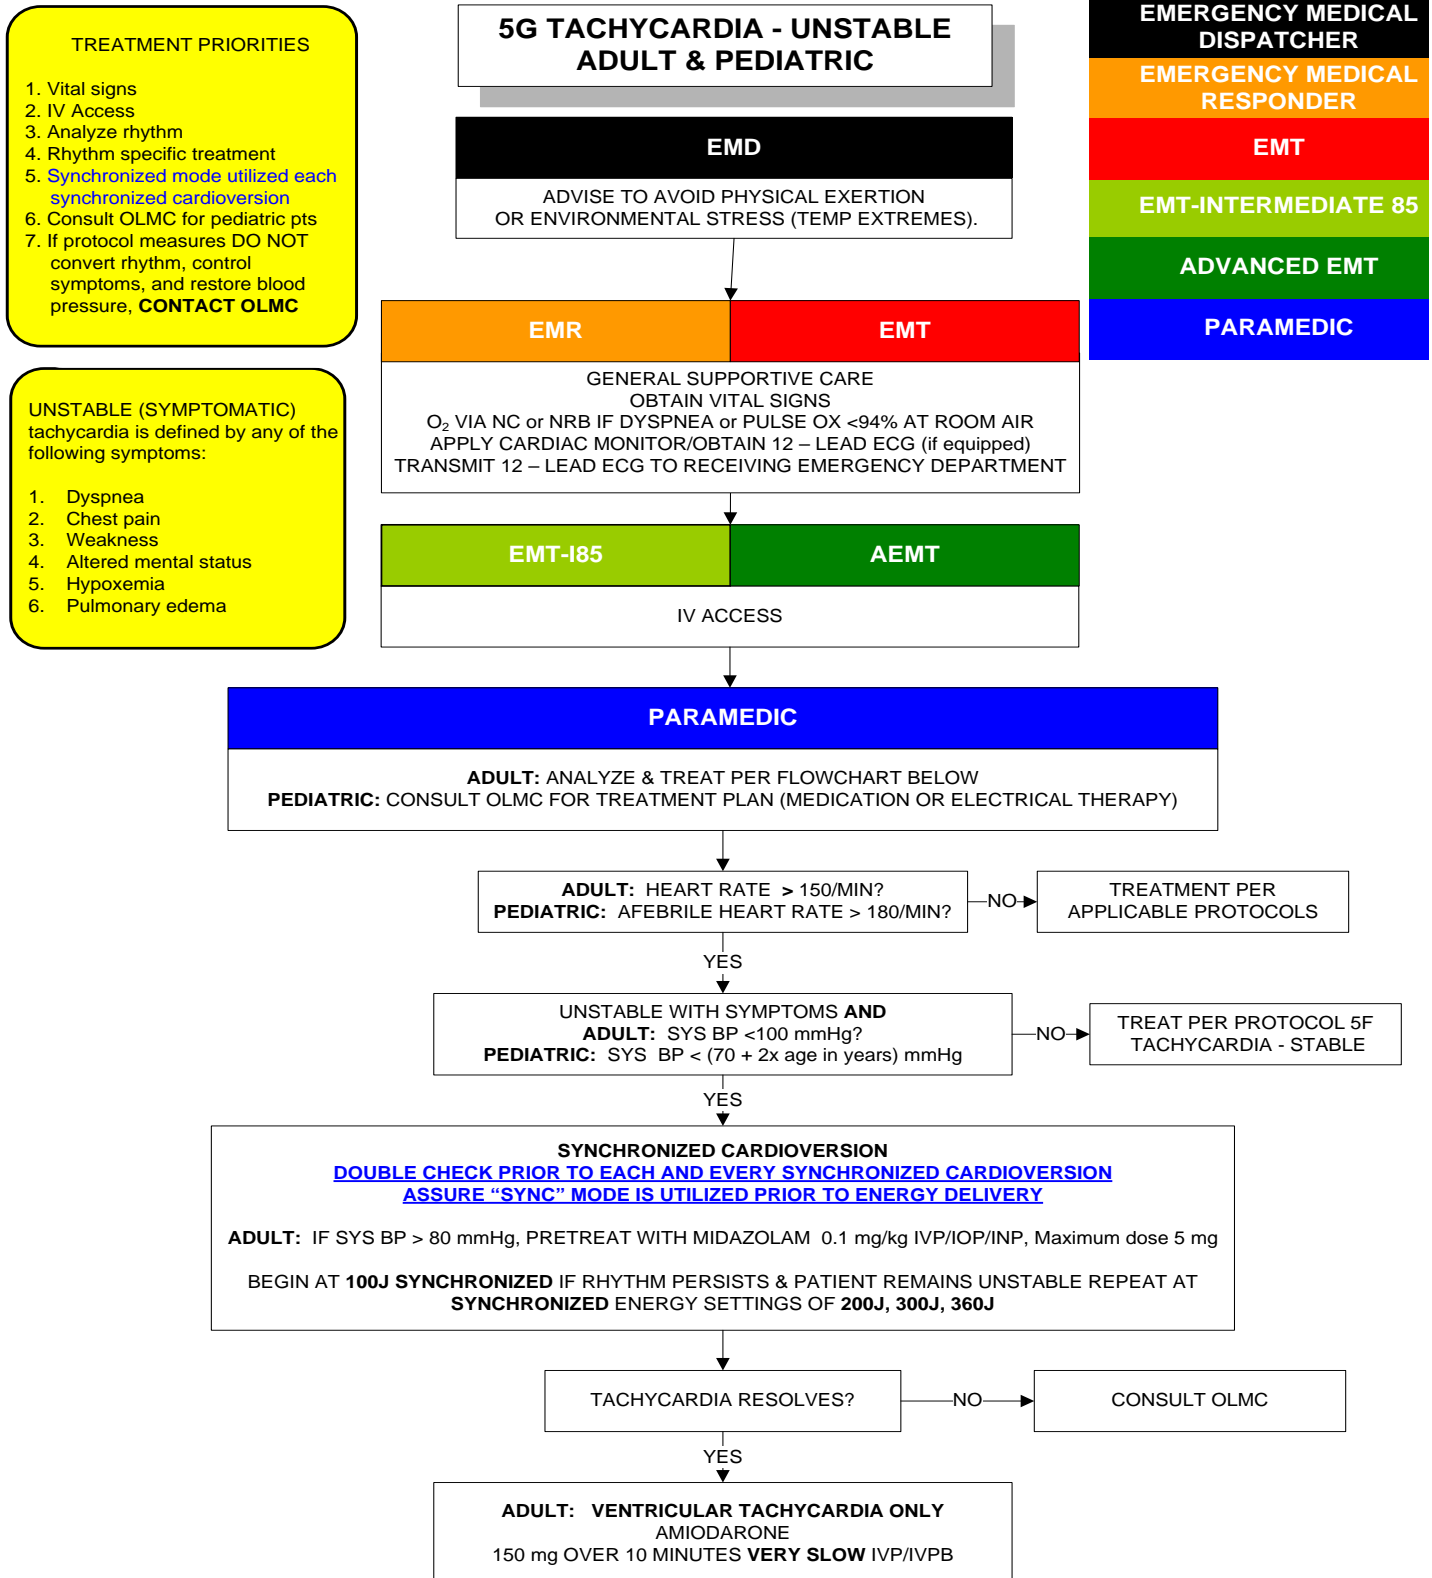 TREATMENT PRIORITIES
1. Vital signs
2. IV Access
3. Analyze rhythm
4. Rhythm specific treatment
5. Synchronized mode utilized each
synchronized cardioversion
6. Consult OLMC for pediatric pts
7. If protocol measures DO NOT
convert rhythm, control
symptoms, and restore blood
pressure, CONTACT OLMC
UNSTABLE (SYMPTOMATIC)
tachycardia is defined by any of the
following symptoms:
1. Dyspnea
2. Chest pain
3. Weakness
4. Altered mental status
5. Hypoxemia
6. Pulmonary edema
5G TACHYCARDIA - UNSTABLE
ADULT & PEDIATRIC
EMERGENCY MEDICAL
DISPATCHER
EMERGENCY MEDICAL
RESPONDER
EMT
EMT-INTERMEDIATE 85
ADVANCED EMT
PARAMEDIC
EMD
ADVISE TO AVOID PHYSICAL EXERTION
OR ENVIRONMENTAL STRESS (TEMP EXTREMES).
EMR
EMT
GENERAL SUPPORTIVE CARE
OBTAIN VITAL SIGNS
O₂ VIA NC or NRB IF DYSPNEA or PULSE OX <94% AT ROOM AIR
APPLY CARDIAC MONITOR/OBTAIN 12 – LEAD ECG (if equipped)
TRANSMIT 12 – LEAD ECG TO RECEIVING EMERGENCY DEPARTMENT
EMT-I85
AEMT
IV ACCESS
PARAMEDIC
ADULT: ANALYZE & TREAT PER FLOWCHART BELOW
PEDIATRIC: CONSULT OLMC FOR TREATMENT PLAN (MEDICATION OR ELECTRICAL THERAPY)
ADULT: HEART RATE > 150/MIN?
PEDIATRIC: AFEBRILE HEART RATE > 180/MIN?
NO
TREATMENT PER
APPLICABLE PROTOCOLS
YES
UNSTABLE WITH SYMPTOMS AND
ADULT: SYS BP <100 mmHg?
PEDIATRIC: SYS BP < (70 + 2x age in years) mmHg
NO
TREAT PER PROTOCOL 5F
TACHYCARDIA - STABLE
YES
SYNCHRONIZED CARDIOVERSION
DOUBLE CHECK PRIOR TO EACH AND EVERY SYNCHRONIZED CARDIOVERSION
ASSURE “SYNC” MODE IS UTILIZED PRIOR TO ENERGY DELIVERY
ADULT: IF SYS BP > 80 mmHg, PRETREAT WITH MIDAZOLAM 0.1 mg/kg IVP/IOP/INP, Maximum dose 5 mg
BEGIN AT 100J SYNCHRONIZED IF RHYTHM PERSISTS & PATIENT REMAINS UNSTABLE REPEAT AT
SYNCHRONIZED ENERGY SETTINGS OF 200J, 300J, 360J
TACHYCARDIA RESOLVES?
NO
CONSULT OLMC
YES
ADULT: VENTRICULAR TACHYCARDIA ONLY
AMIODARONE
150 mg OVER 10 MINUTES VERY SLOW IVP/IVPB